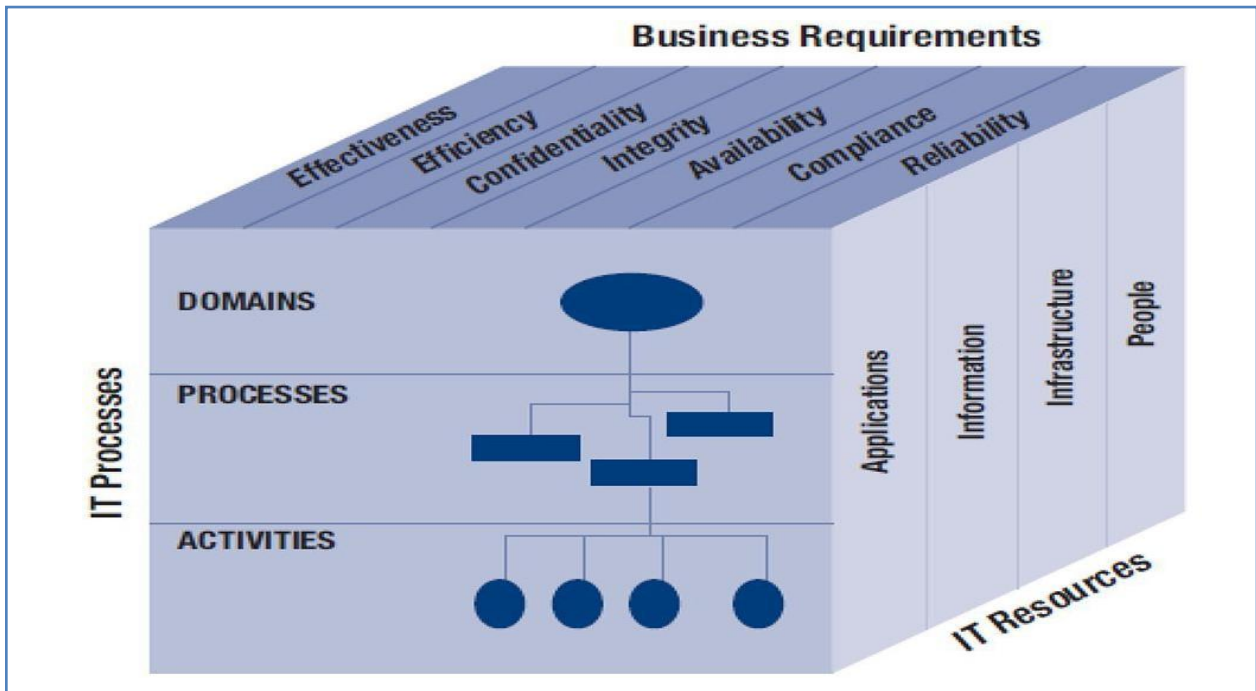 Business Requirements
Effectiveness
Efficiency
Confidentiality
Integrity
Availability
Compliance
Reliability
IT Processes
DOMAINS
PROCESSES
ACTIVITIES
Applications
Information
Infrastructure
People
IT Resources